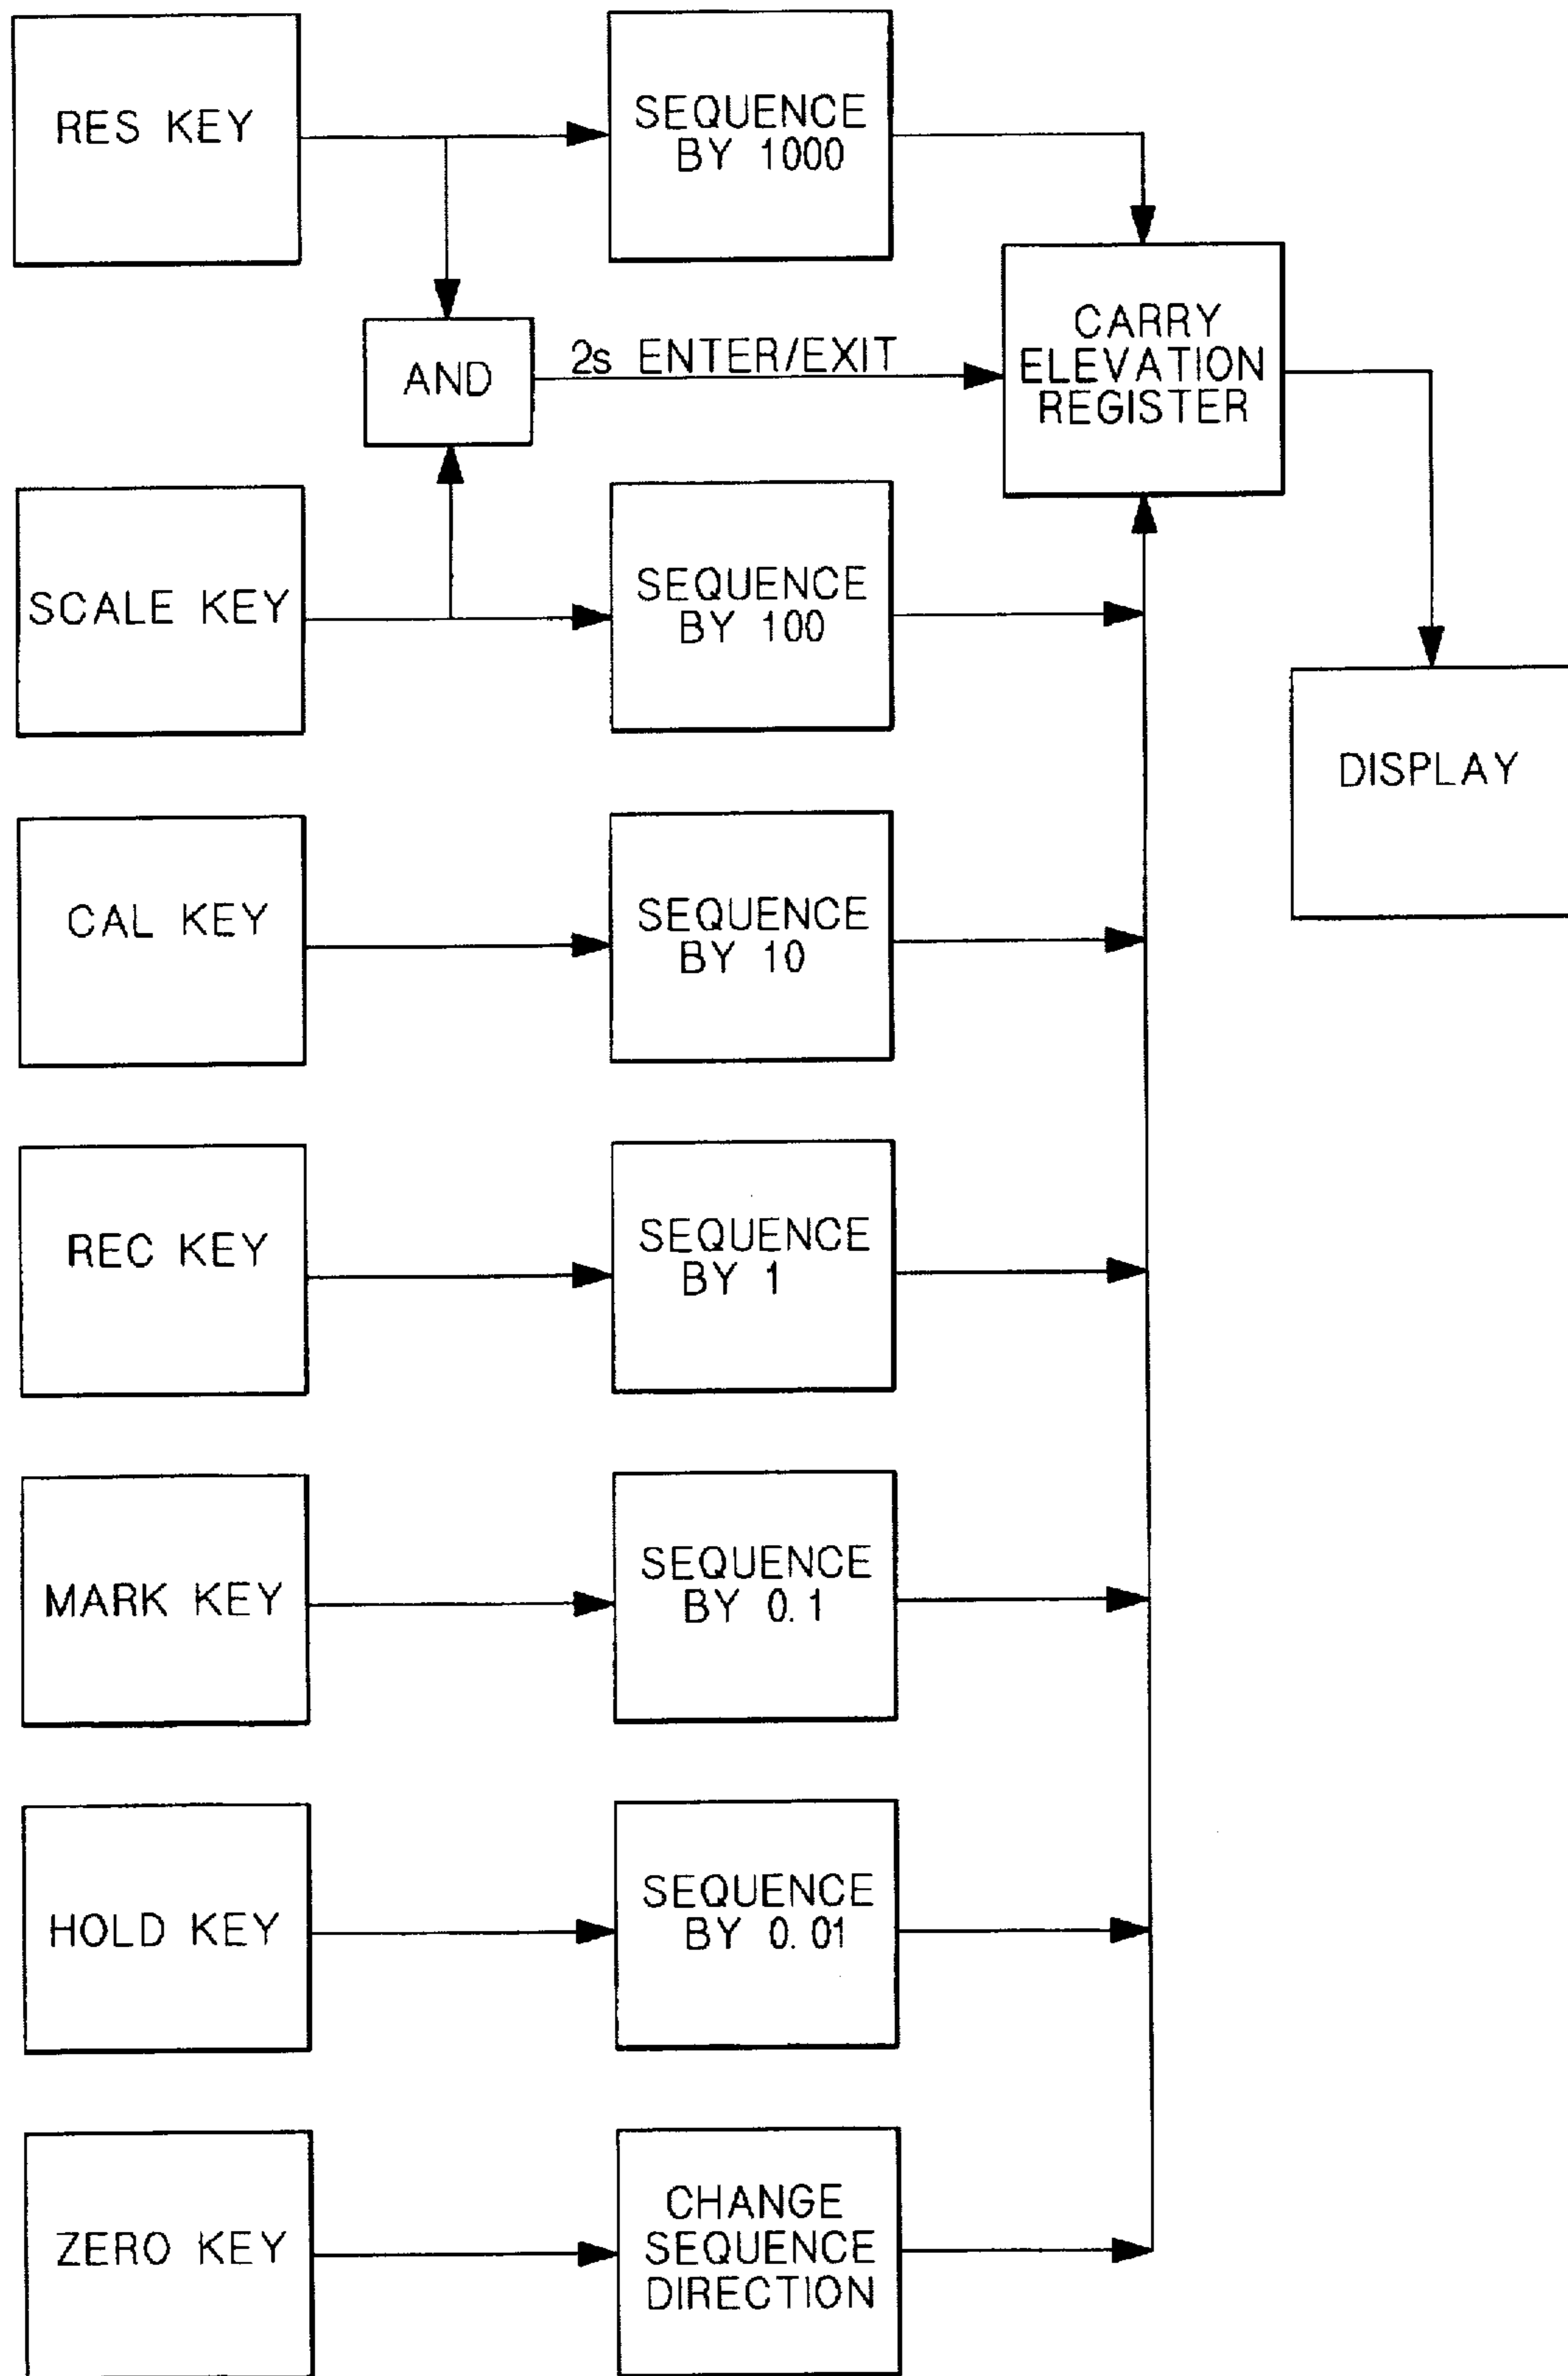 RES KEY
SEQUENCE
BY 1000
AND
2s ENTER/EXIT
CARRY
ELEVATION
REGISTER
SCALE KEY
SEQUENCE
BY 100
DISPLAY
CAL KEY
SEQUENCE
BY 10
REC KEY
SEQUENCE
BY 1
MARK KEY
SEQUENCE
BY 0.1
HOLD KEY
SEQUENCE
BY 0.01
ZERO KEY
CHANGE
SEQUENCE
DIRECTION